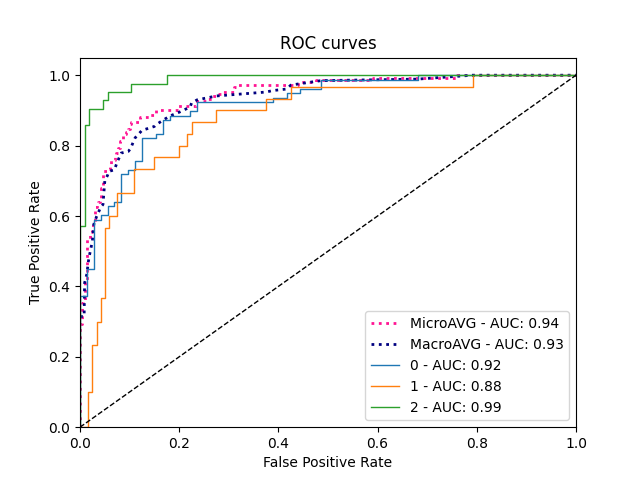 ROC curves
True Positive Rate
1.0
0.8
0.6
0.4
0.2
0.0
MicroAVG - AUC: 0.94
MacroAVG - AUC: 0.93
0 - AUC: 0.92
1 - AUC: 0.88
2 - AUC: 0.99
0.0 0.2 0.4 0.6 0.8 1.0
False Positive Rate